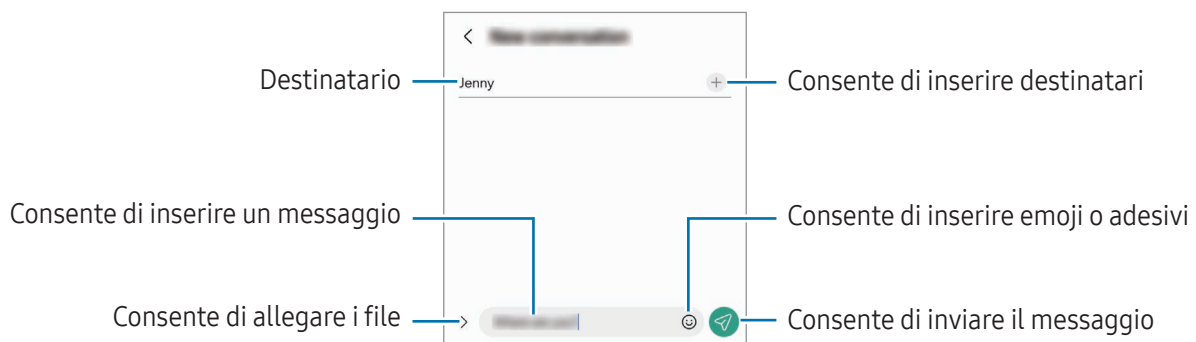 Destinatario
Jenny
Consente di inserire destinatari
Consente di inserire un messaggio
Consente di inserire emoji o adesivi
Consente di allegare i file
Consente di inviare il messaggio